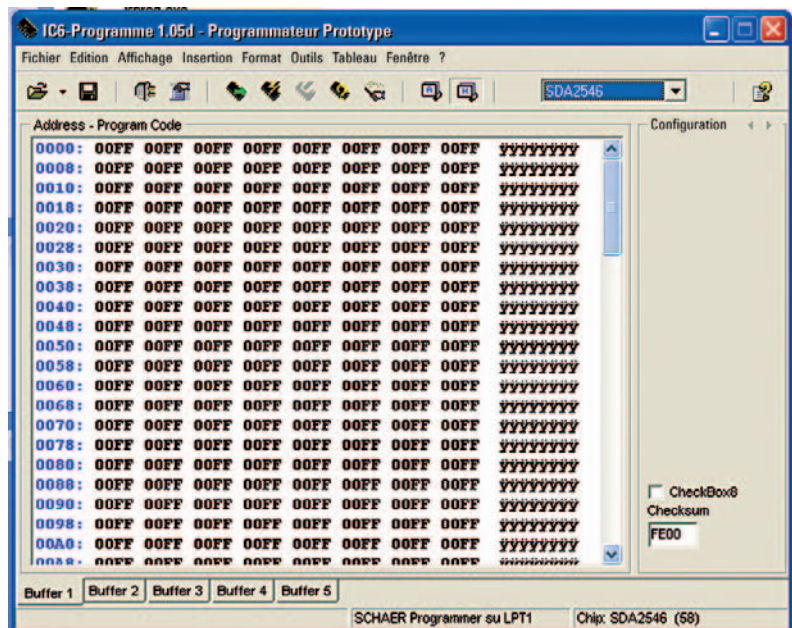 IC6-Programme 1.05d - Programmateur Prototype
Fichier Edition Affichage Insertion Format Outils Tableau Fenêtre ?
SDA2546
Address - Program Code
Configuration
0000: 00FF 00FF 00FF 00FF 00FF 00FF 00FF 00FF ÿÿÿÿÿÿÿÿ
0008: 00FF 00FF 00FF 00FF 00FF 00FF 00FF 00FF ÿÿÿÿÿÿÿÿ
0010: 00FF 00FF 00FF 00FF 00FF 00FF 00FF 00FF ÿÿÿÿÿÿÿÿ
0018: 00FF 00FF 00FF 00FF 00FF 00FF 00FF 00FF ÿÿÿÿÿÿÿÿ
0020: 00FF 00FF 00FF 00FF 00FF 00FF 00FF 00FF ÿÿÿÿÿÿÿÿ
0028: 00FF 00FF 00FF 00FF 00FF 00FF 00FF 00FF ÿÿÿÿÿÿÿÿ
0030: 00FF 00FF 00FF 00FF 00FF 00FF 00FF 00FF ÿÿÿÿÿÿÿÿ
0038: 00FF 00FF 00FF 00FF 00FF 00FF 00FF 00FF ÿÿÿÿÿÿÿÿ
0040: 00FF 00FF 00FF 00FF 00FF 00FF 00FF 00FF ÿÿÿÿÿÿÿÿ
0048: 00FF 00FF 00FF 00FF 00FF 00FF 00FF 00FF ÿÿÿÿÿÿÿÿ
0050: 00FF 00FF 00FF 00FF 00FF 00FF 00FF 00FF ÿÿÿÿÿÿÿÿ
0058: 00FF 00FF 00FF 00FF 00FF 00FF 00FF 00FF ÿÿÿÿÿÿÿÿ
0060: 00FF 00FF 00FF 00FF 00FF 00FF 00FF 00FF ÿÿÿÿÿÿÿÿ
0068: 00FF 00FF 00FF 00FF 00FF 00FF 00FF 00FF ÿÿÿÿÿÿÿÿ
0070: 00FF 00FF 00FF 00FF 00FF 00FF 00FF 00FF ÿÿÿÿÿÿÿÿ
0078: 00FF 00FF 00FF 00FF 00FF 00FF 00FF 00FF ÿÿÿÿÿÿÿÿ
0080: 00FF 00FF 00FF 00FF 00FF 00FF 00FF 00FF ÿÿÿÿÿÿÿÿ
0088: 00FF 00FF 00FF 00FF 00FF 00FF 00FF 00FF ÿÿÿÿÿÿÿÿ
0090: 00FF 00FF 00FF 00FF 00FF 00FF 00FF 00FF ÿÿÿÿÿÿÿÿ
0098: 00FF 00FF 00FF 00FF 00FF 00FF 00FF 00FF ÿÿÿÿÿÿÿÿ
00A0: 00FF 00FF 00FF 00FF 00FF 00FF 00FF 00FF ÿÿÿÿÿÿÿÿ
00A8: 00FF 00FF 00FF 00FF 00FF 00FF 00FF 00FF ÿÿÿÿÿÿÿÿ
CheckBox8
Checksum
FE00
Buffer 1 Buffer 2 Buffer 3 Buffer 4 Buffer 5
SCHAER Programmer su LPT1 Chip: SDA2546 (58)